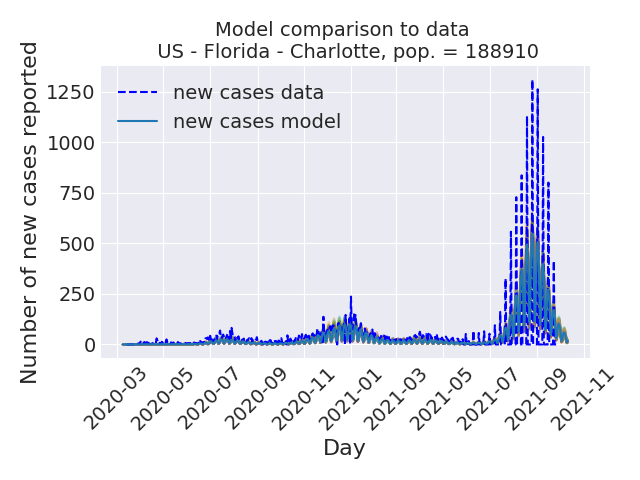 Model comparison to data
US - Florida - Charlotte, pop. = 188910
Number of new cases reported
1250
1000
750
500
250
0
new cases data
new cases model
2020-03
2020-05
2020-07
2020-09
2020-11
2021-01
2021-03
2021-05
2021-07
2021-09
2021-11
Day